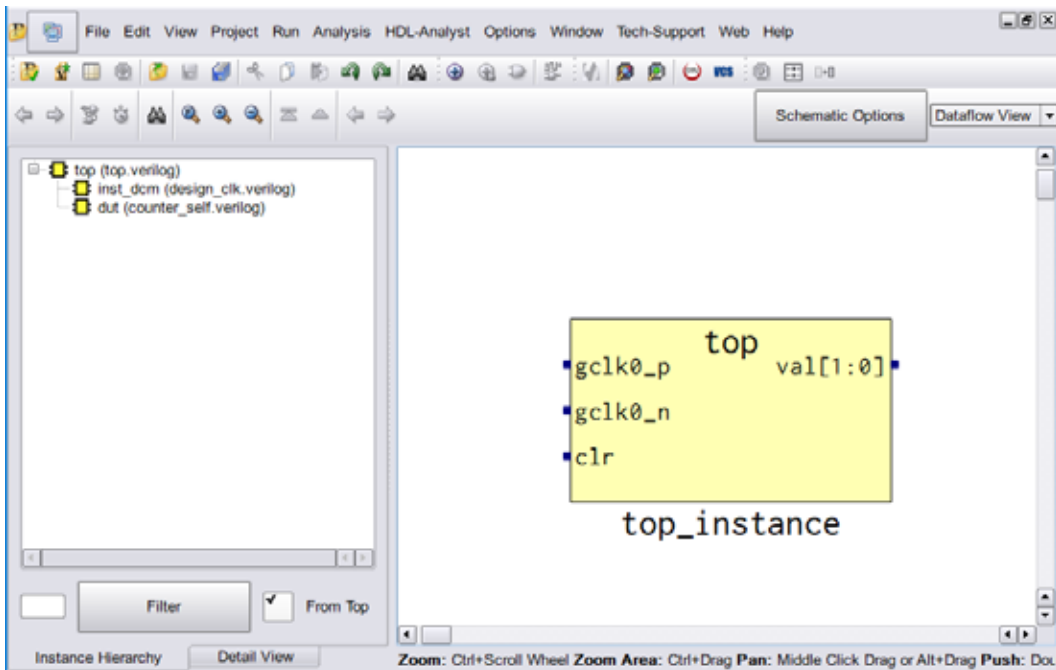 File Edit View Project Run Analysis HDL-Analyst Options Window Tech-Support Web Help
VCS
Schematic Options
Dataflow View
top (top.verilog)
inst_dcm (design_clk.verilog)
dut (counter_self.verilog)
top
gclk0_p val[1:0]
gclk0_n
clr
top_instance
Filter From Top
Instance Hierarchy Detail View
Zoom: Ctrl+Scroll Wheel Zoom Area: Ctrl+Drag Pan: Middle Click Drag or Alt+Drag Push: